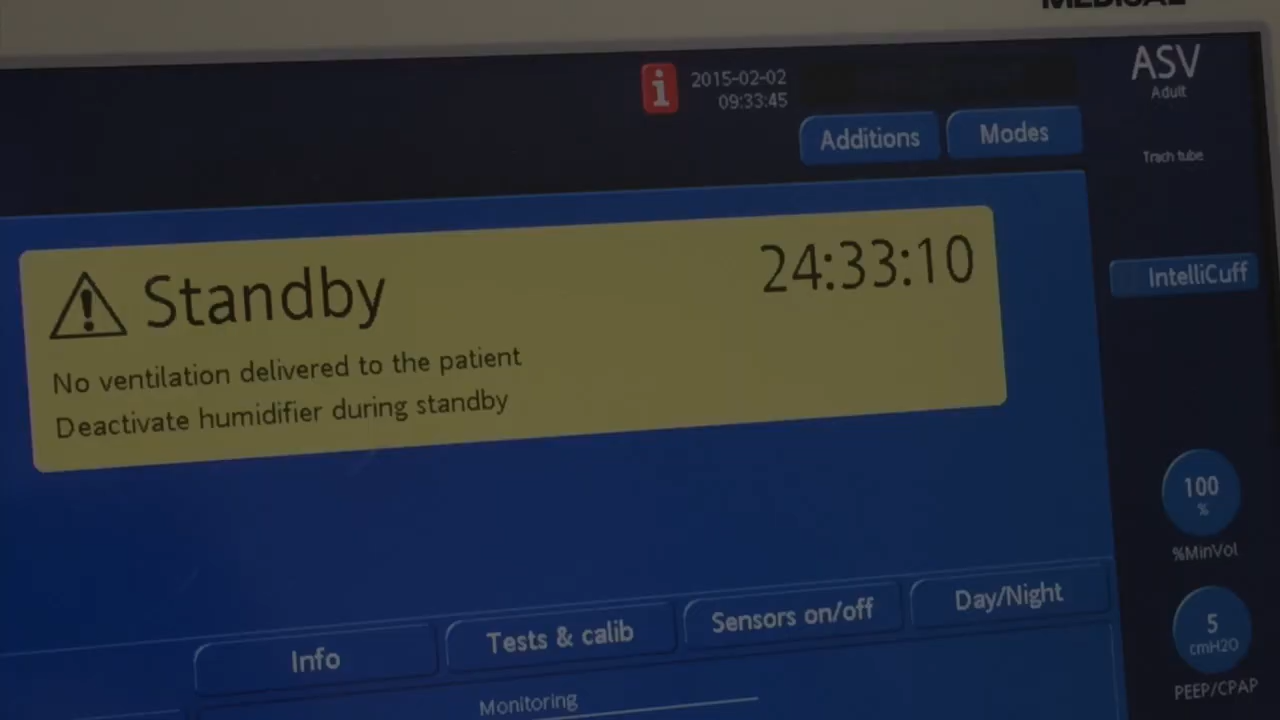 MEDICAL
2015-02-02
09:33:45
ASV
Adult
Additions
Modes
Trach tube
Standby
24:33:10
No ventilation delivered to the patient
Deactivate humidifier during standby
IntelliCuff
100
%
%MinVol
5
cmH2O
PEEP/CPAP
Info
Tests & calib
Sensors on/off
Day/Night
Monitoring